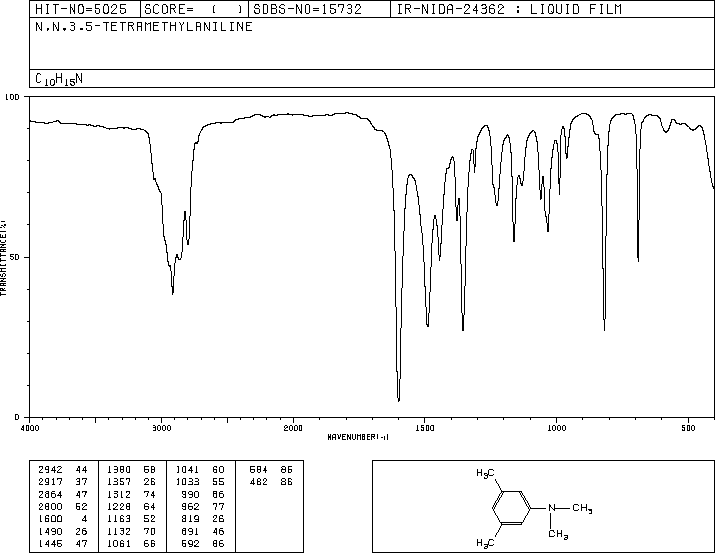 HIT-NO=5025 SCORE= ( ) SDBS-NO=15732 IR-NIDA-24362 : LIQUID FILM
N,N,3,5-TETRAMETHYLANILINE
C10H15N
100
50
0
TRANSMITTANCE(%)
4000 3000 2000 1500 1000 500
WAVENUMBER(-1)
2942 44 1380 58 1041 60 584 86
2917 37 1357 26 1033 55 482 86
2864 47 1312 74 990 86
2800 52 1228 64 962 77
1600 4 1163 52 819 26
1490 26 1132 70 691 46
1445 47 1061 66 592 86
H3C
N
CH3
CH3
H3C